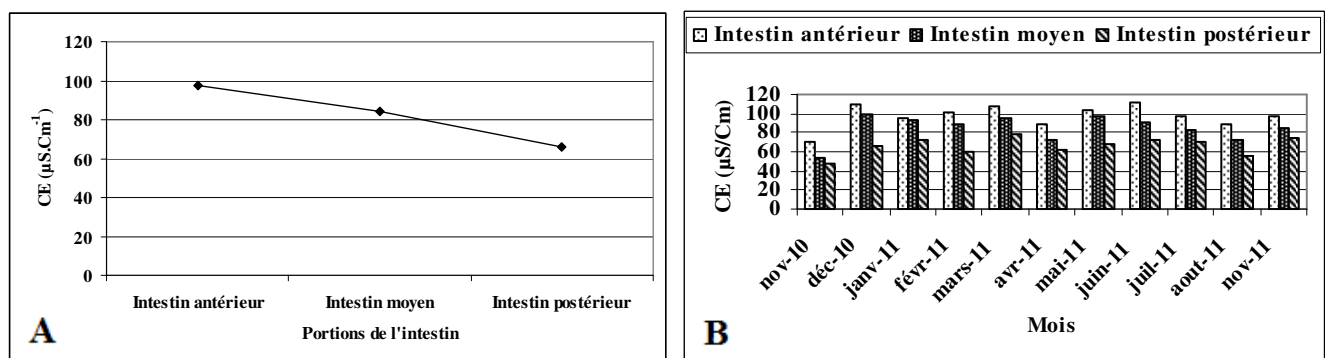 120
100
80
60
40
20
0
CE (µS.Cm-1)
Intestin antérieur Intestin moyen Intestin postérieur
Portions de l'intestin
A
Intestin antérieur Intestin moyen Intestin postérieur
120
100
80
60
40
20
0
CE (µS/Cm)
nov-10 déc-10 janv-11 févr-11 mars-11 avr-11 mai-11 juin-11 juil-11 aout-11 nov-11
Mois
B